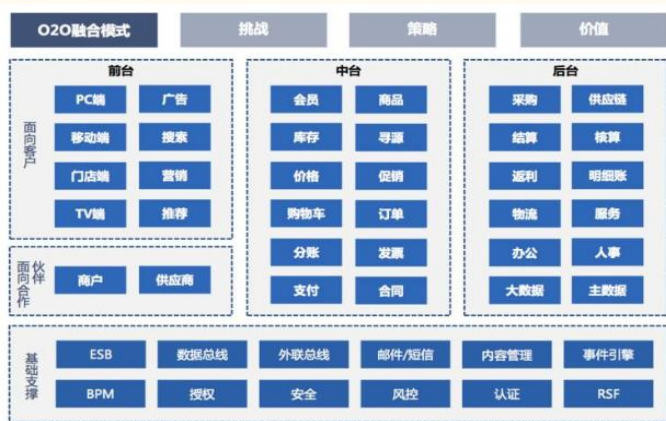 O2O融合模式 挑战 策略 价值
前台
面向客户
PC端 广告
移动端 搜索
门店端 营销
TV端 推荐
面向合作伙伴
商户 供应商
中台
会员 商品
库存 寻源
价格 促销
购物车 订单
分账 发票
支付 合同
后台
采购 供应链
结算 核算
返利 明细账
物流 服务
办公 人事
大数据 主数据
基础支撑
ESB 数据总线 外联总线 邮件/短信 内容管理 事件引擎
BPM 授权 安全 风控 认证 RSF